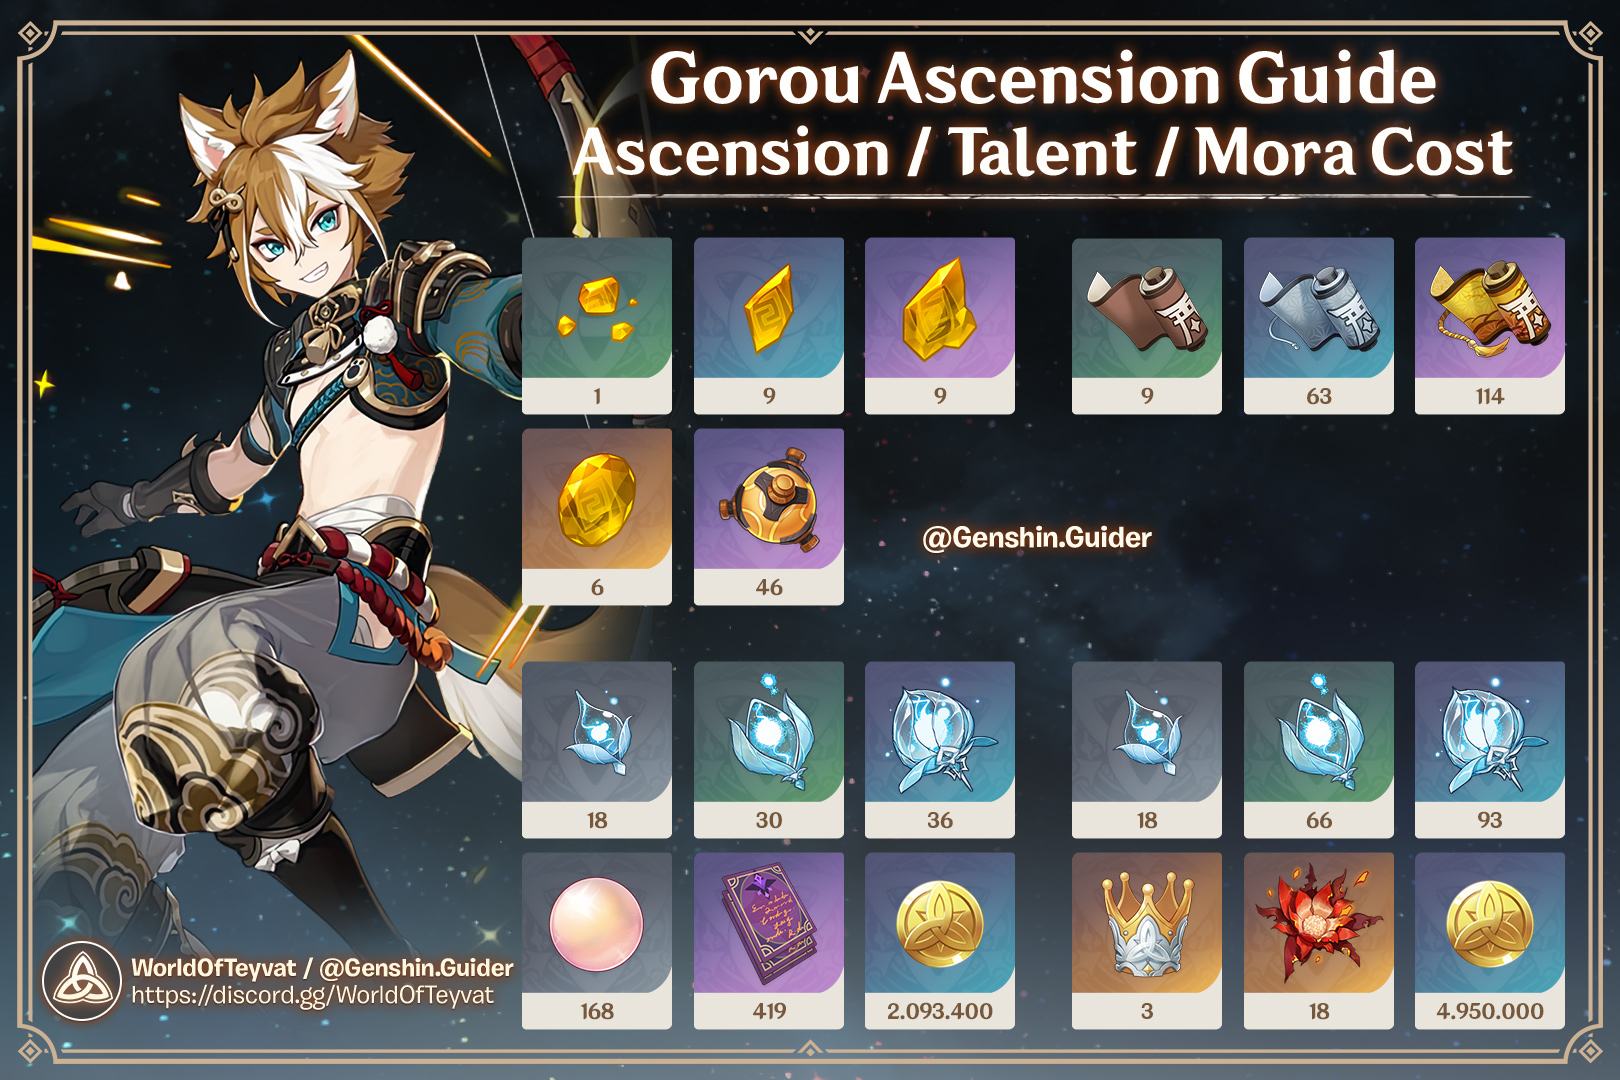 Gorou Ascension Guide
Ascension / Talent / Mora Cost
1 9 9 9 63 114
6 46
@Genshin.Guider
18 30 36 18 66 93
168 419 2.093.400 3 18 4.950.000
WorldOfTeyvat / @Genshin.Guider
https://discord.gg/WorldOfTeyvat